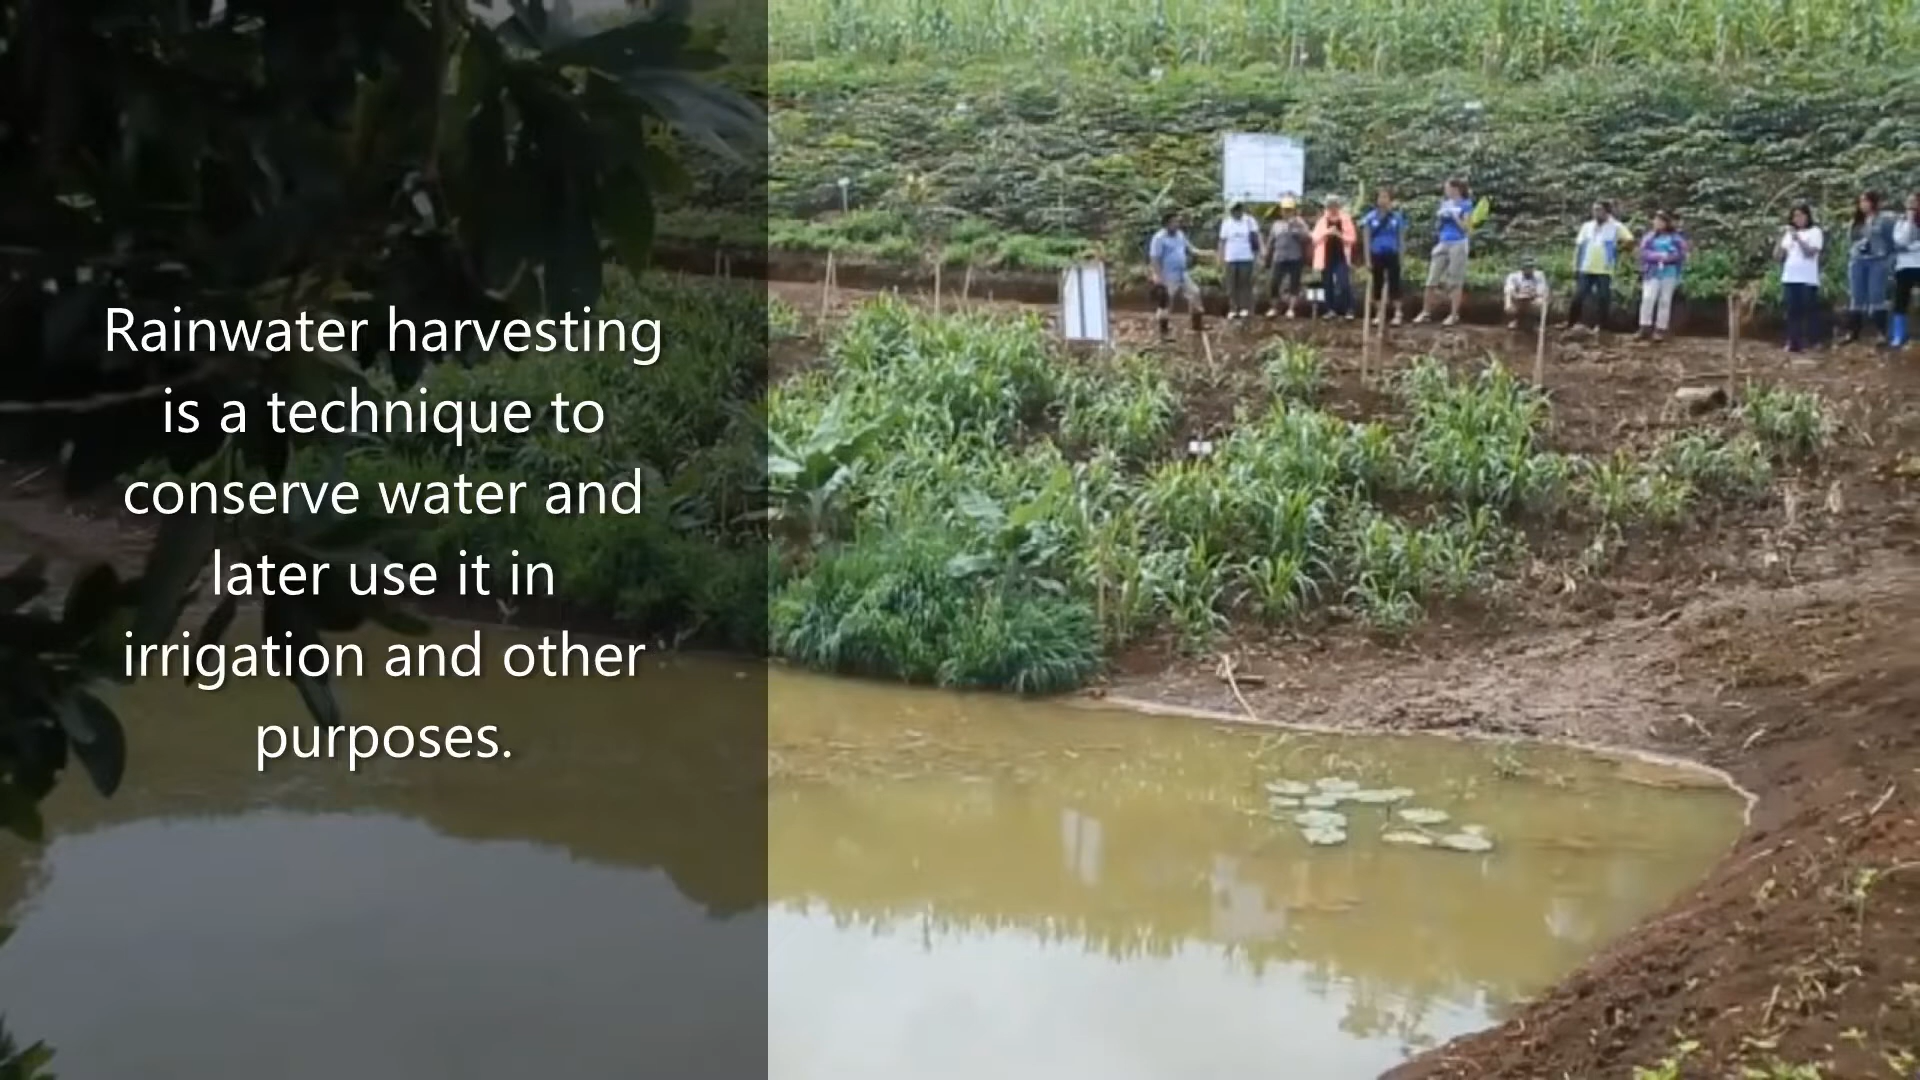 Rainwater harvesting
is a technique to
conserve water and
later use it in
irrigation and other
purposes.